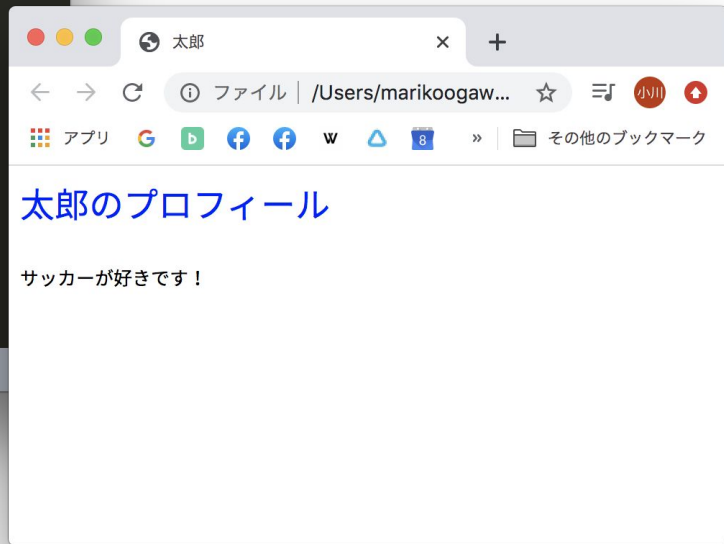 太郎
ファイル /Users/marikoogaw... 小川
アプリ G b W 8 » その他のブックマーク
太郎のプロフィール
サッカーが好きです！